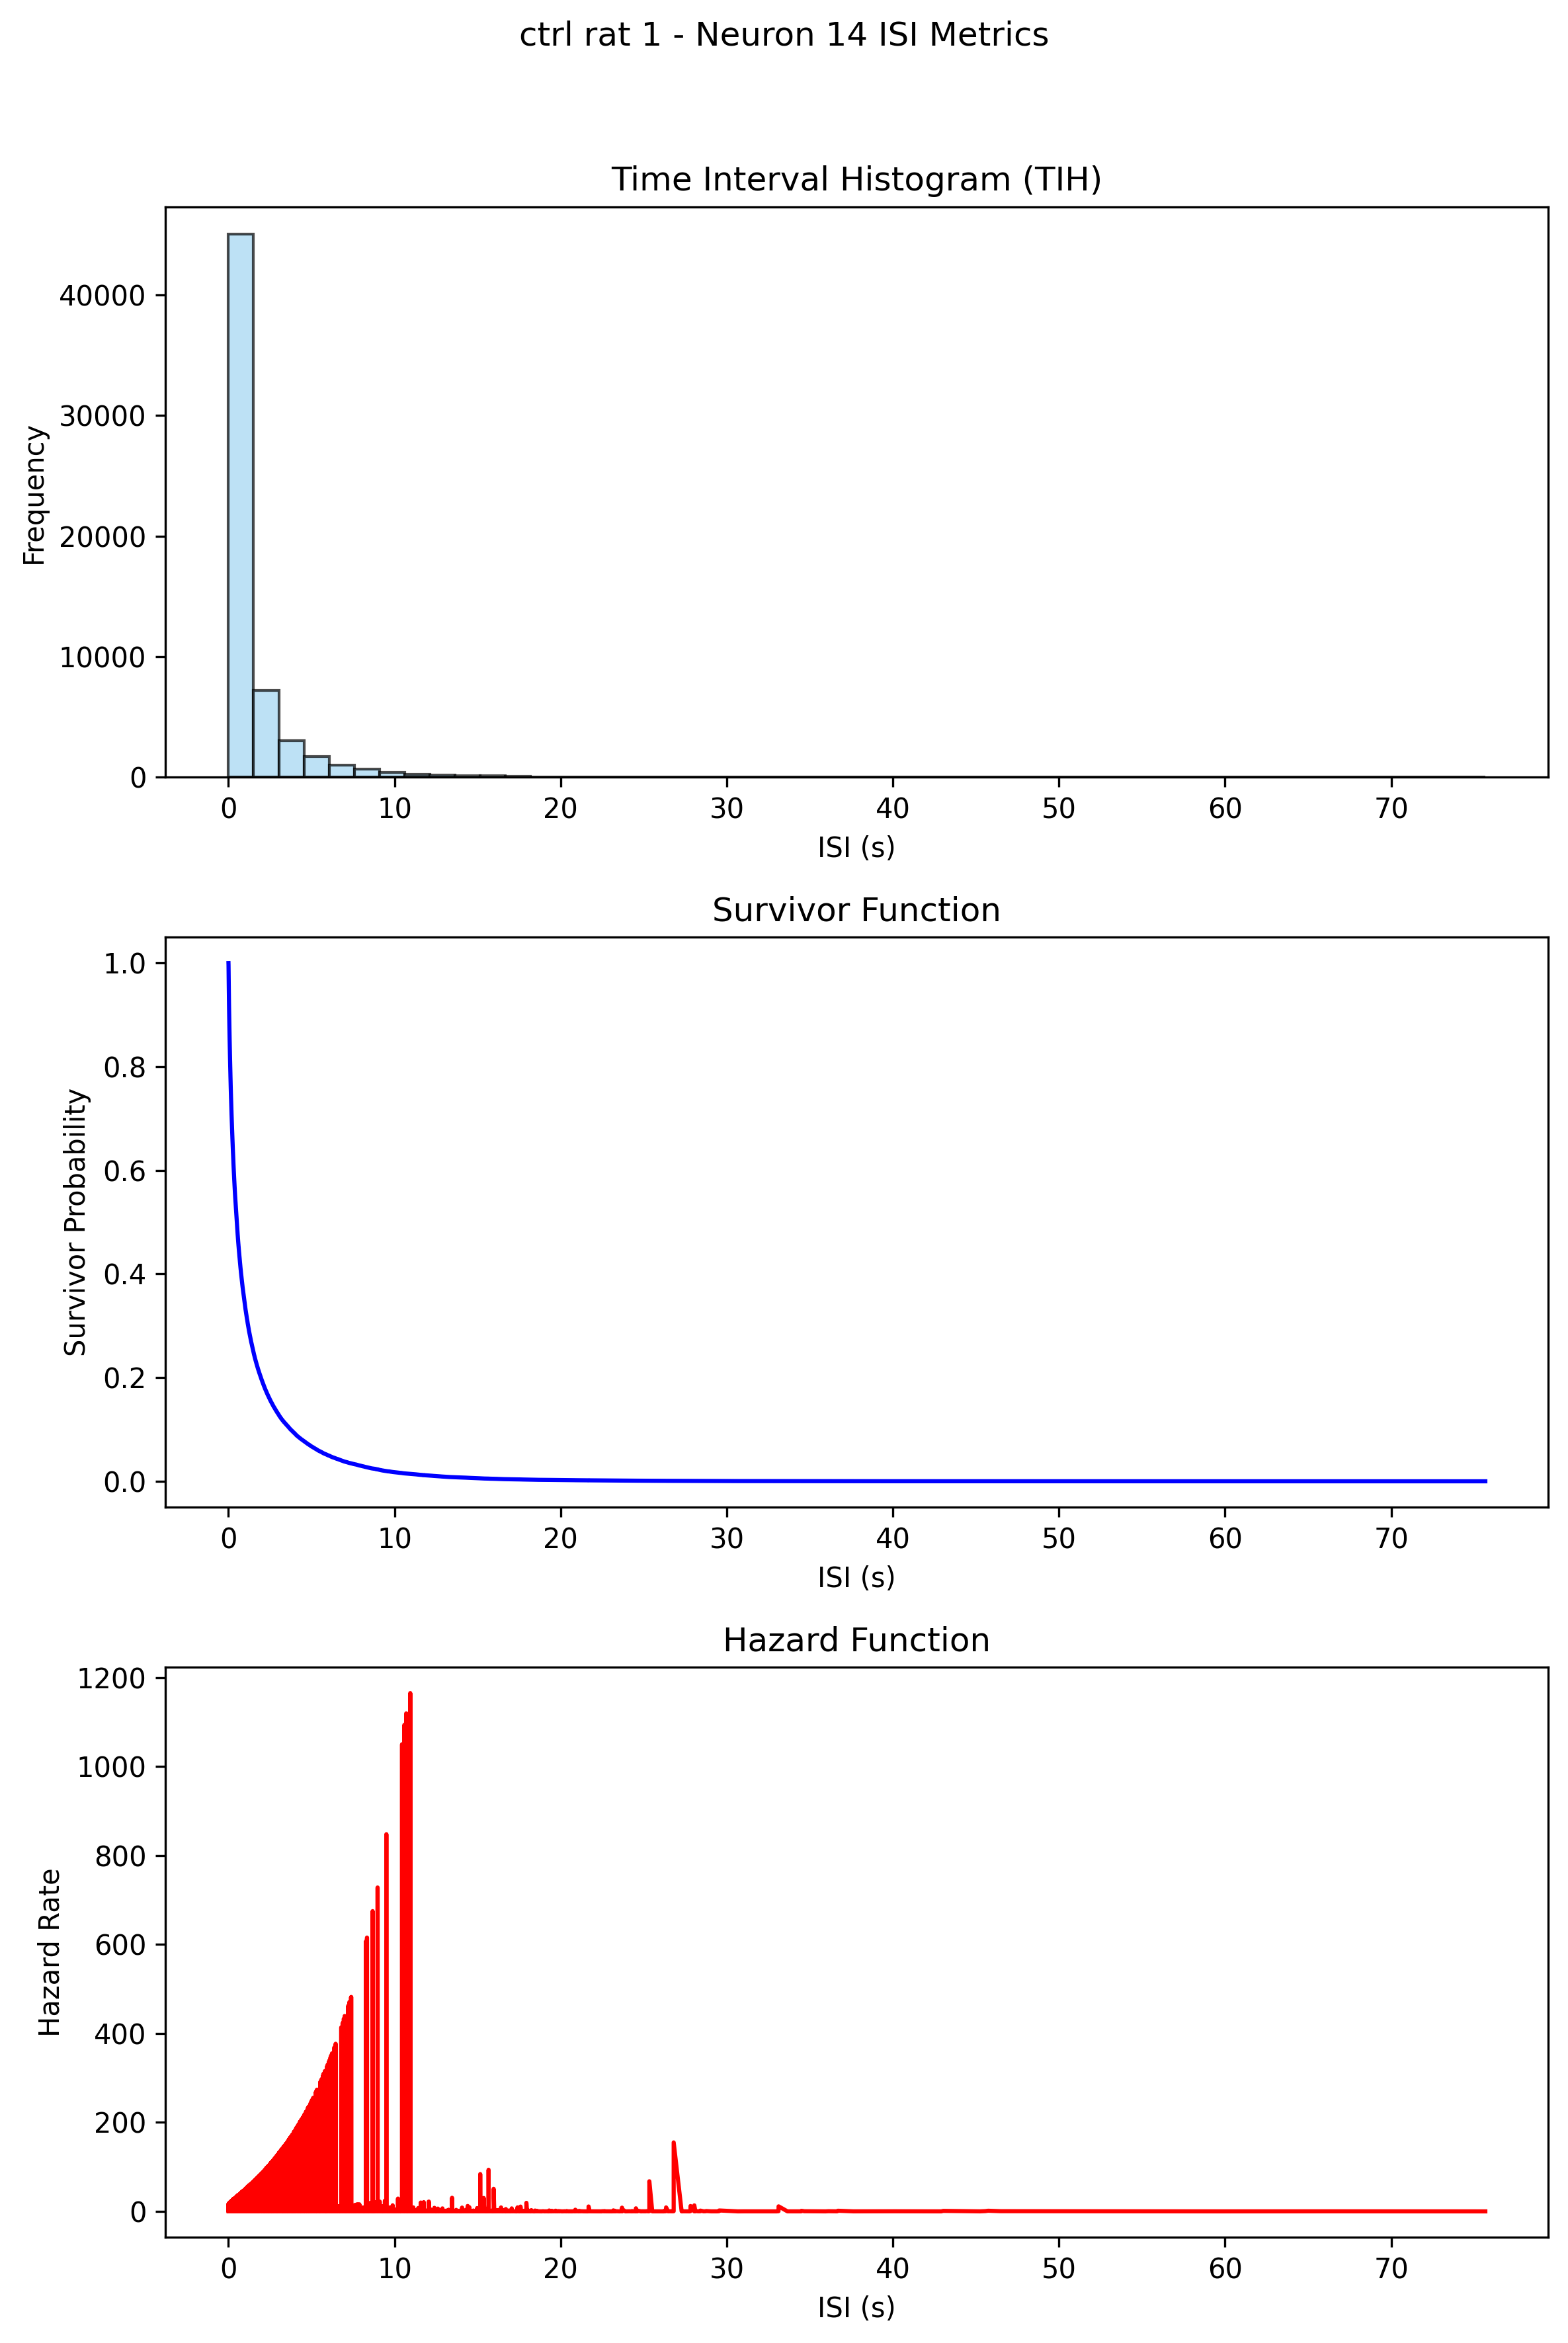 ctrl rat 1 - Neuron 14 ISI Metrics
Time Interval Histogram (TIH)
Frequency
40000
30000
20000
10000
0
0 10 20 30 40 50 60 70
ISI (s)
Survivor Function
Survivor Probability
1.0
0.8
0.6
0.4
0.2
0.0
0 10 20 30 40 50 60 70
ISI (s)
Hazard Function
Hazard Rate
1200
1000
800
600
400
200
0
0 10 20 30 40 50 60 70
ISI (s)